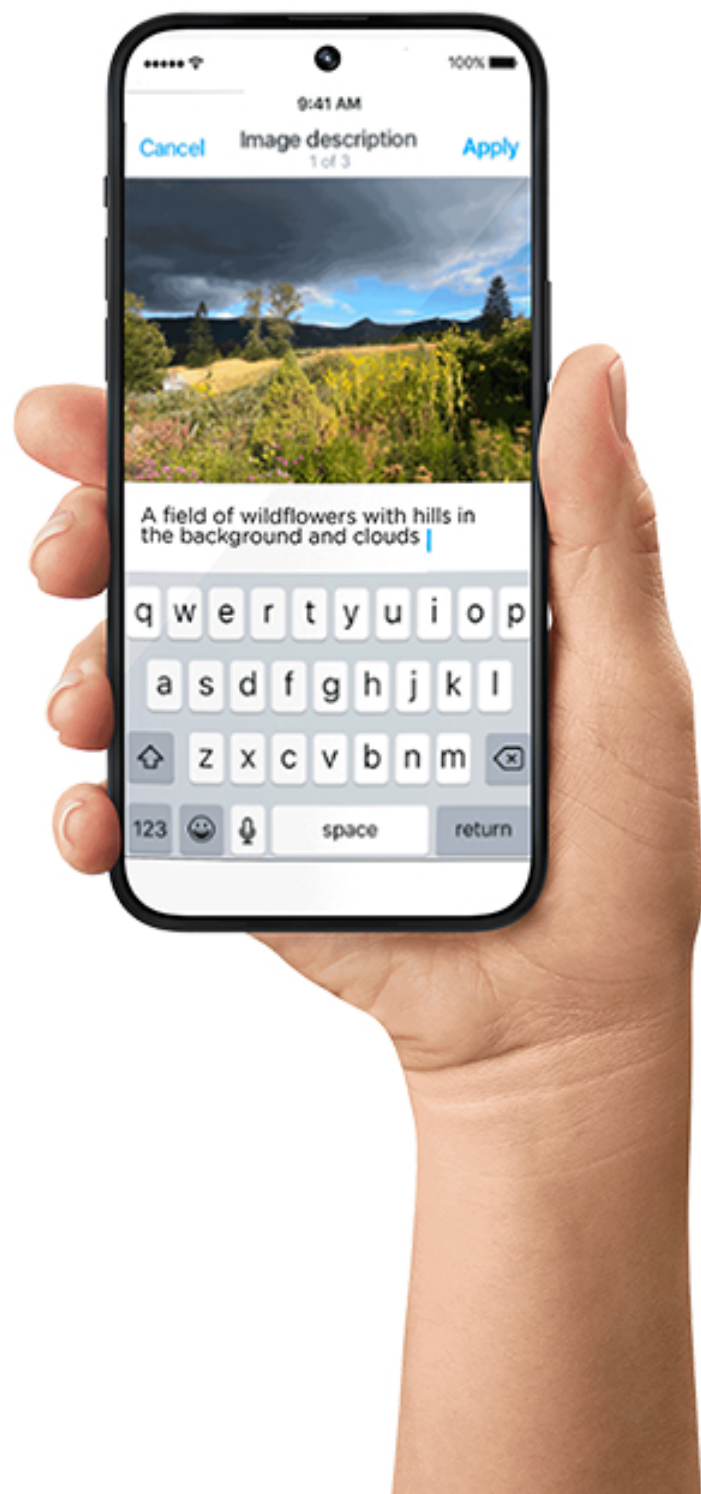 100%
9:41 AM
Cancel Image description Apply
1 of 3
A field of wildflowers with hills in
the background and clouds
q w e r t y u i o p
a s d f g h j k l
z x c v b n m
123 space return